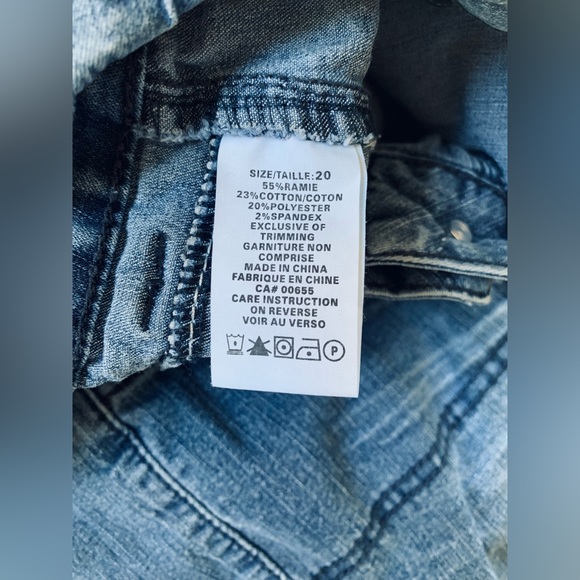 SIZE/TAILLE: 20
55%RAMIE
23%COTTON/COTON
20%POLYESTER
2%SPANDEX
EXCLUSIVE OF
TRIMMING
GARNITURE NON
COMPRISE
MADE IN CHINA
FABRIQUE EN CHINE
CA# 00655
CARE INSTRUCTION
ON REVERSE
VOIR AU VERSO
P